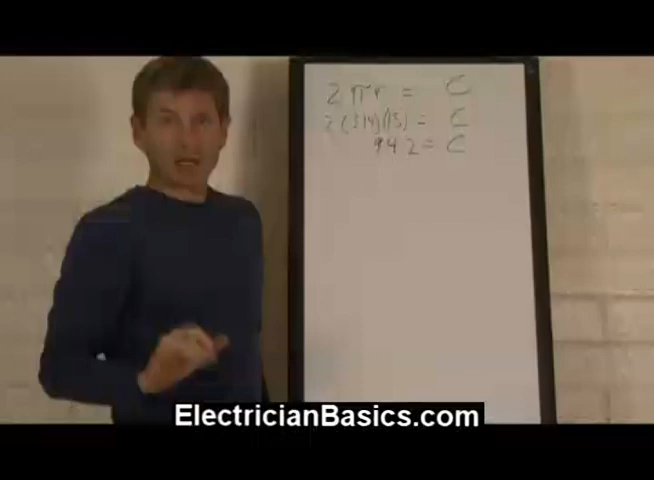 2πr = C
2(3.14)(15) = C
94.2 = C
ElectricianBasics.com